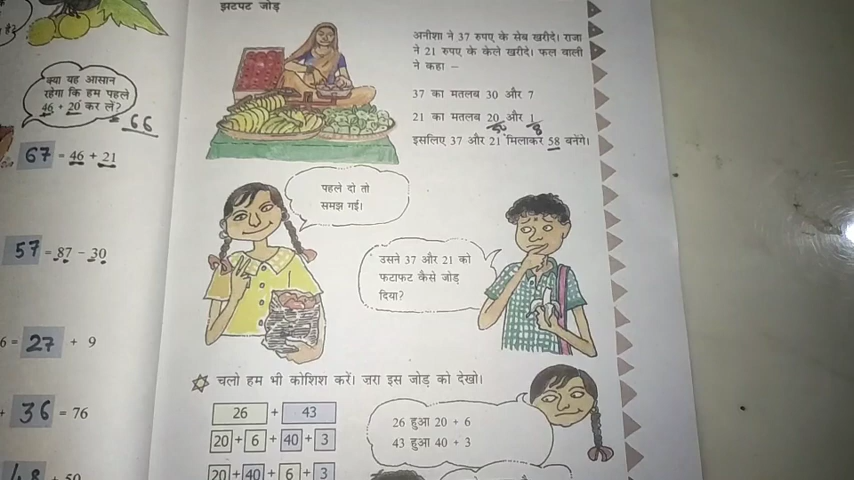 है?
क्या यह आसान
रहेगा कि हम पहले
46 + 20 कर लें?
66
67 = 46 + 21
57 = 87 - 30
6 = 27 + 9
+ 36 = 76
+ 50
झटपट जोड़
अनीशा ने 37 रुपए के सेब खरीदे। राजा
ने 21 रुपए के केले खरीदे। फल वाली
ने कहा –
37 का मतलब 30 और 7
21 का मतलब 20 और 1
50 8
इसलिए 37 और 21 मिलाकर 58 बनेंगे।
पहले दो तो
समझ गई।
उसने 37 और 21 को
फटाफट कैसे जोड़
दिया?
चलो हम भी कोशिश करें। ज़रा इस जोड़ को देखो।
26 + 43
20 + 6 + 40 + 3
20 + 40 + 6 + 3
26 हुआ 20 + 6
43 हुआ 40 + 3